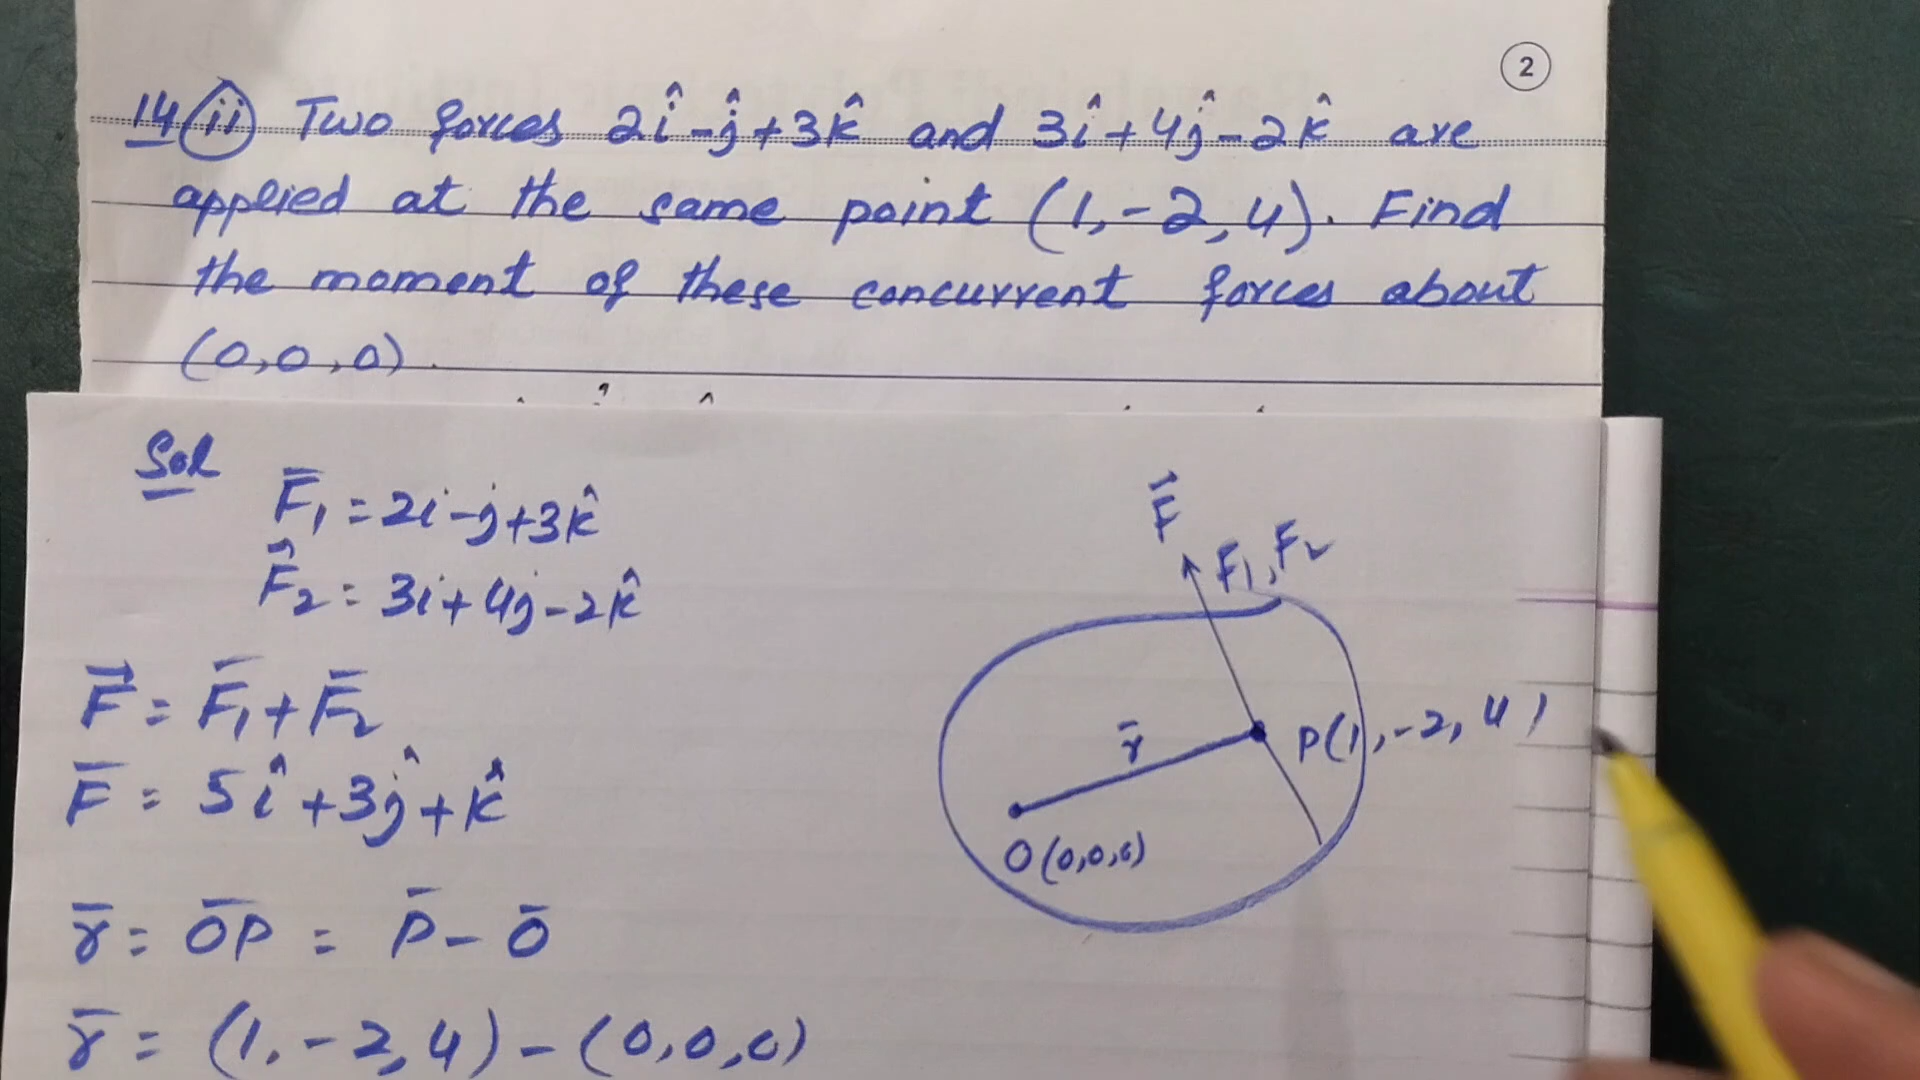 2
14 (ii) Two forces 2î-ĵ+3k̂ and 3î+4ĵ-2k̂ are
applied at the same point (1,-2,4). Find
the moment of these concurrent forces about
(0,0,0).
Sol
F̄₁ = 2i-j+3k̂
F⃗₂ = 3i+4j-2k̂
F⃗ = F̄₁+F̄₂
F̄ = 5î+3ĵ+k̂
r̄ = O̅P̅ = P̄ - Ō
r̄ = (1,-2,4)-(0,0,0)
F⃗
F₁,F₂
r̄
P(1,-2,4)
O(0,0,0)